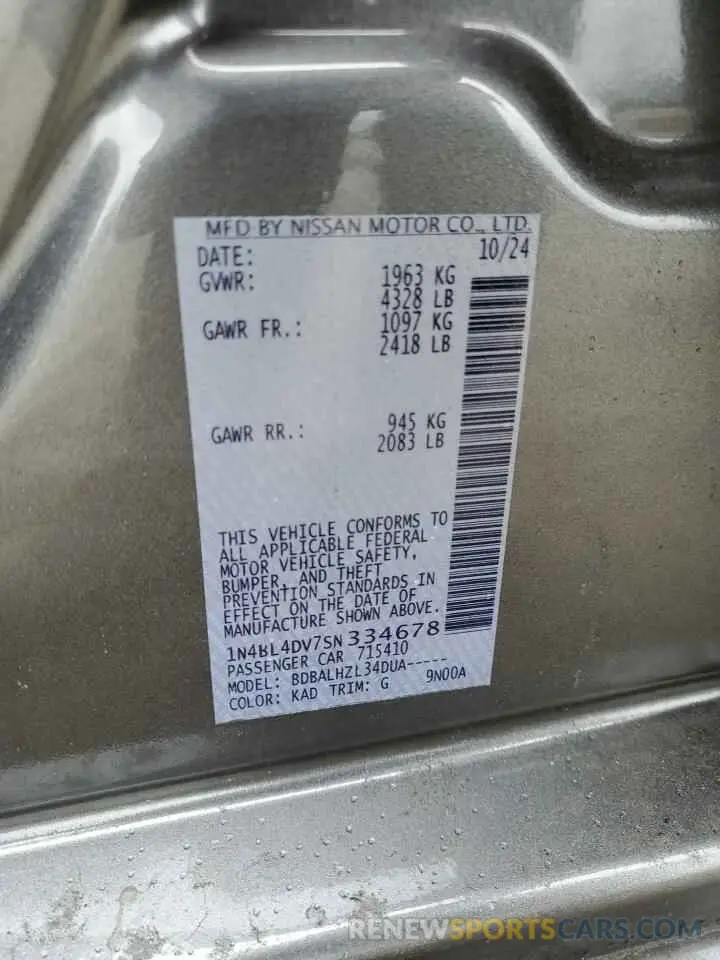 MFD BY NISSAN MOTOR CO., LTD.
DATE: 10/24
GVWR: 1963 KG
4328 LB
GAWR FR.: 1097 KG
2418 LB
GAWR RR.: 945 KG
2083 LB
THIS VEHICLE CONFORMS TO
ALL APPLICABLE FEDERAL
MOTOR VEHICLE SAFETY,
BUMPER, AND THEFT
PREVENTION STANDARDS IN
EFFECT ON THE DATE OF
MANUFACTURE SHOWN ABOVE.
1N4BL4DV7SN334678
PASSENGER CAR 715410
MODEL: BDBALHZL34DUA-----
COLOR: KAD TRIM: G 9N00A
RENEWSPORTSCARS.COM